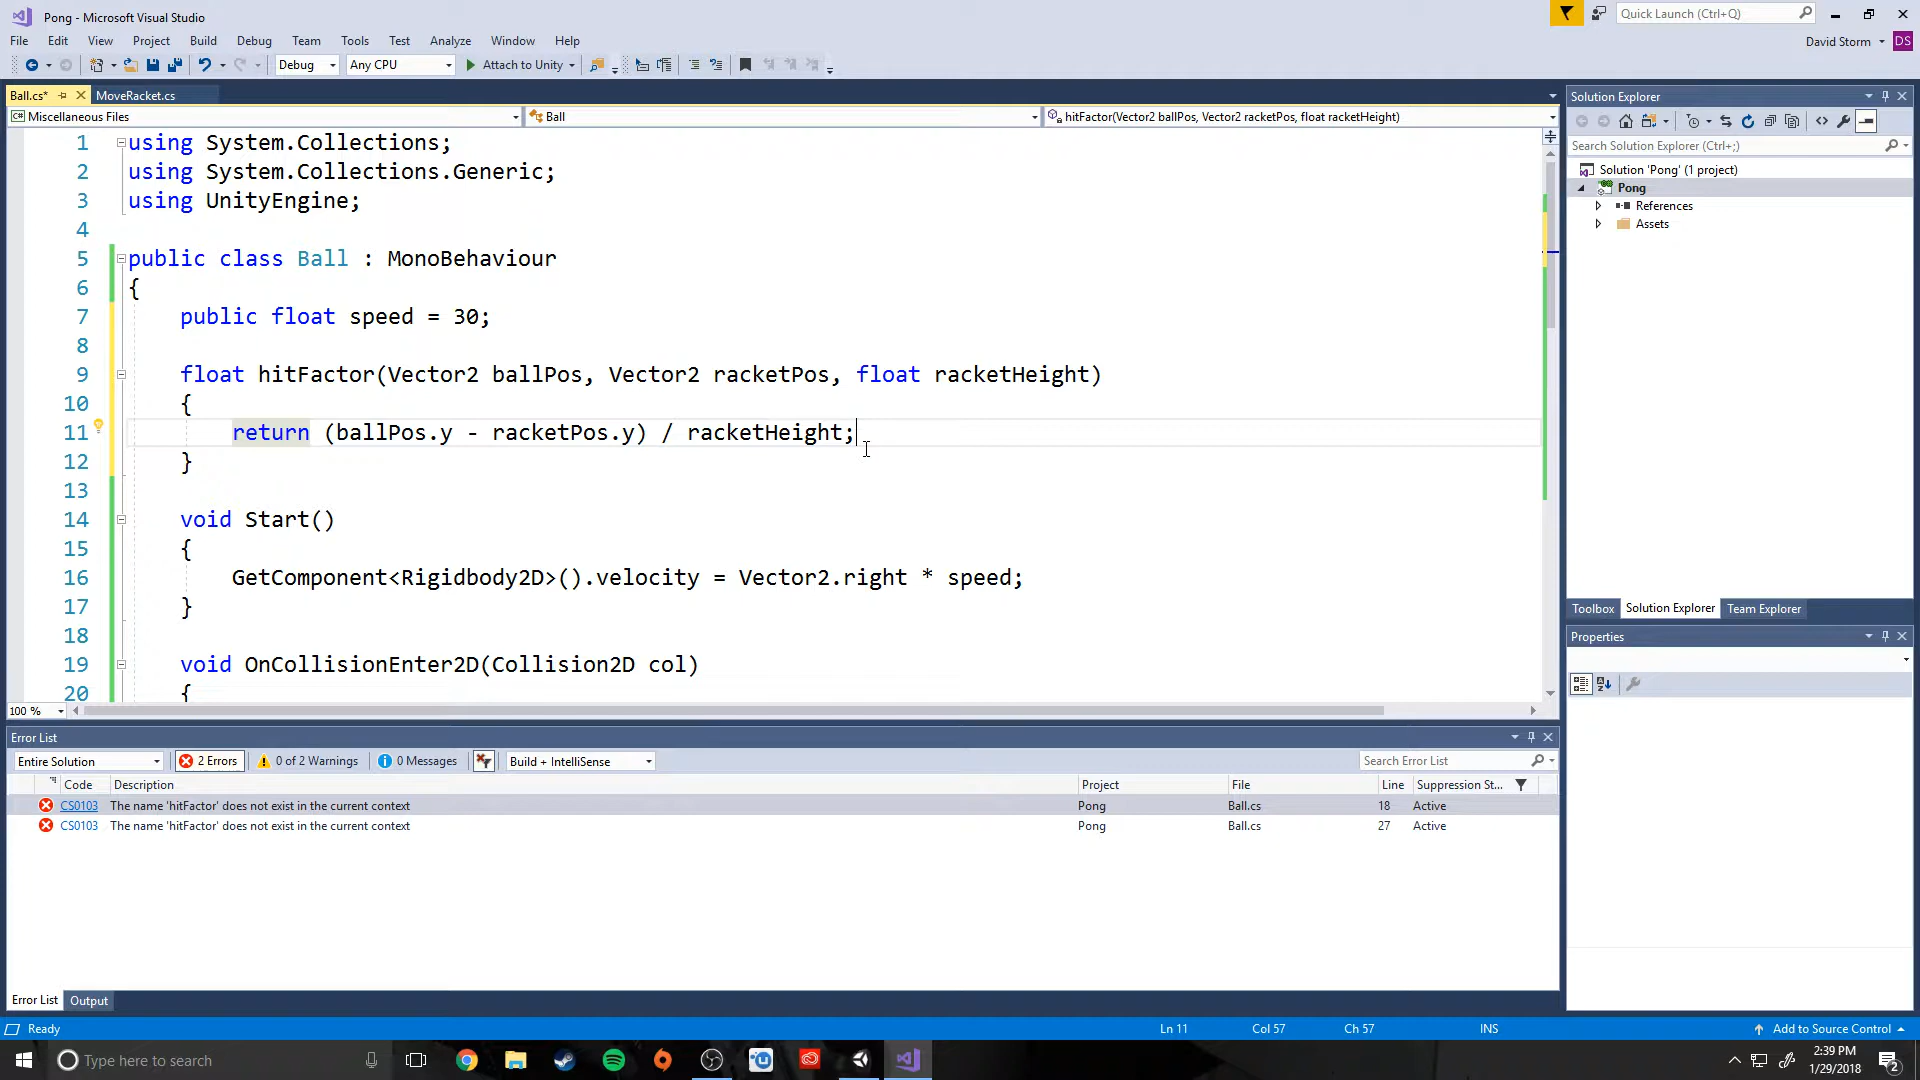 Pong - Microsoft Visual Studio
Quick Launch (Ctrl+Q)
File Edit View Project Build Debug Team Tools Test Analyze Window Help
David Storm DS
Debug Any CPU Attach to Unity
Ball.cs* MoveRacket.cs
C# Miscellaneous Files Ball hitFactor(Vector2 ballPos, Vector2 racketPos, float racketHeight)
1 using System.Collections;
2 using System.Collections.Generic;
3 using UnityEngine;
4
5 public class Ball : MonoBehaviour
6 {
7 public float speed = 30;
8
9 float hitFactor(Vector2 ballPos, Vector2 racketPos, float racketHeight)
10 {
11 return (ballPos.y - racketPos.y) / racketHeight;
12 }
13
14 void Start()
15 {
16 GetComponent<Rigidbody2D>().velocity = Vector2.right * speed;
17 }
18
19 void OnCollisionEnter2D(Collision2D col)
20 {
100 %
Solution Explorer
Search Solution Explorer (Ctrl+;)
Solution 'Pong' (1 project)
Pong
References
Assets
Toolbox Solution Explorer Team Explorer
Properties
Error List
Entire Solution 2 Errors 0 of 2 Warnings 0 Messages Build + IntelliSense Search Error List
Code Description Project File Line Suppression St...
CS0103 The name 'hitFactor' does not exist in the current context Pong Ball.cs 18 Active
CS0103 The name 'hitFactor' does not exist in the current context Pong Ball.cs 27 Active
Error List Output
Ready Ln 11 Col 57 Ch 57 INS Add to Source Control
Type here to search
2:39 PM
1/29/2018
2